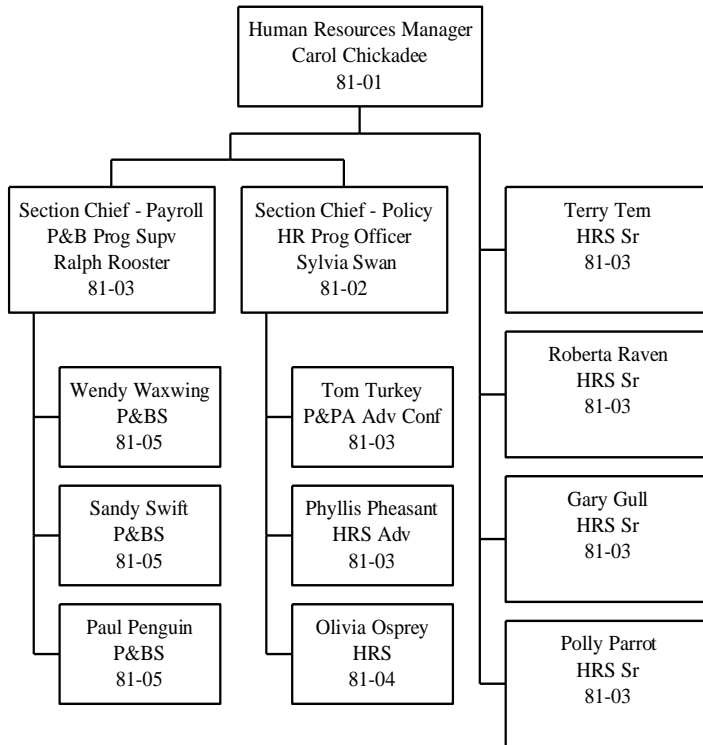 Human Resources Manager
Carol Chickadee
81-01
Section Chief - Payroll
P&B Prog Supv
Ralph Rooster
81-03
Section Chief - Policy
HR Prog Officer
Sylvia Swan
81-02
Terry Tern
HRS Sr
81-03
Roberta Raven
HRS Sr
81-03
Gary Gull
HRS Sr
81-03
Polly Parrot
HRS Sr
81-03
Wendy Waxwing
P&BS
81-05
Sandy Swift
P&BS
81-05
Paul Penguin
P&BS
81-05
Tom Turkey
P&PA Adv Conf
81-03
Phyllis Pheasant
HRS Adv
81-03
Olivia Osprey
HRS
81-04